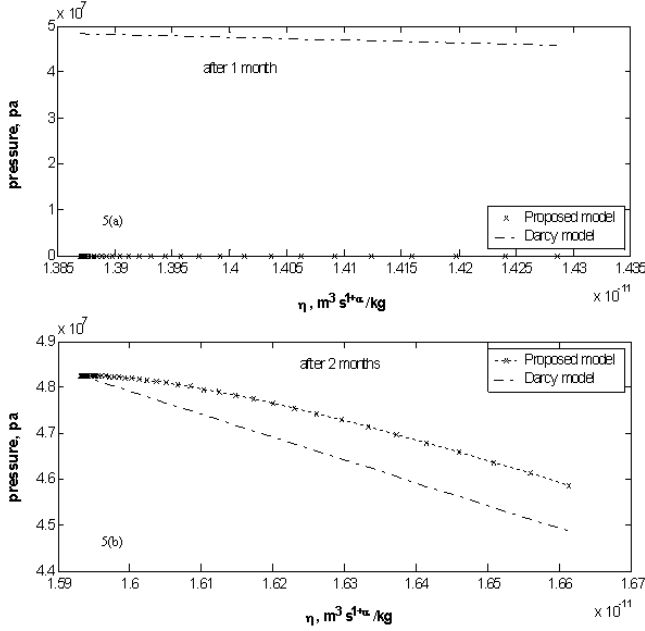 x 10^7
5
4
3
2
1
0
pressure, pa
after 1 month
5(a)
Proposed model
Darcy model
1.385 1.39 1.395 1.4 1.405 1.41 1.415 1.42 1.425 1.43 1.435
η, m^3 s^1+α /kg
x 10^-11
x 10^7
4.9
4.8
4.7
4.6
4.5
4.4
pressure, pa
after 2 months
5(b)
Proposed model
Darcy model
1.59 1.6 1.61 1.62 1.63 1.64 1.65 1.66 1.67
η, m^3 s^1+α /kg
x 10^-11